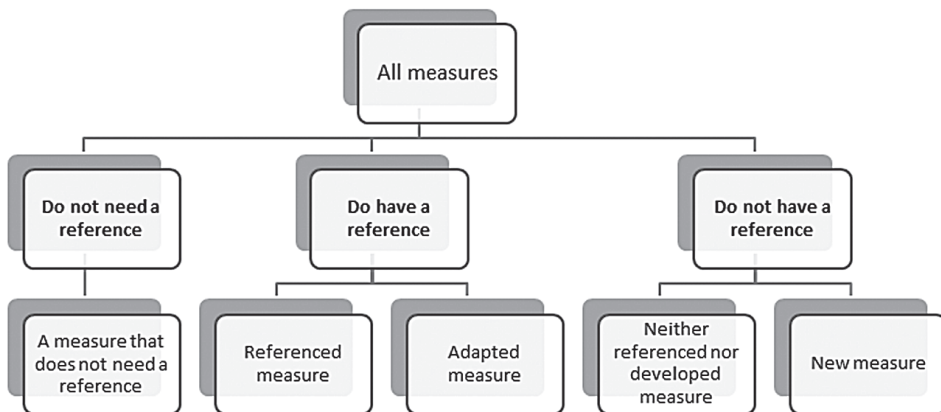 All measures
Do not need a
reference
Do have a
reference
Do not have a
reference
A measure that
does not need a
reference
Referenced
measure
Adapted
measure
Neither
referenced nor
developed
measure
New measure